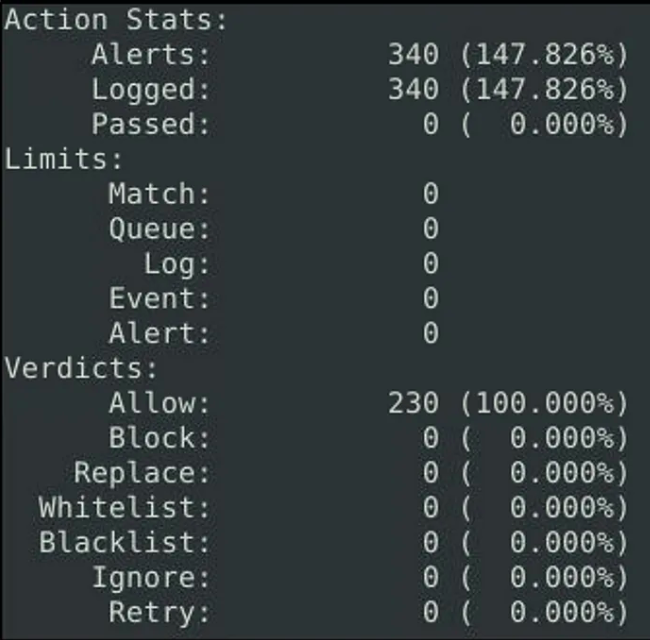 Action Stats:
Alerts: 340 (147.826%)
Logged: 340 (147.826%)
Passed: 0 ( 0.000%)
Limits:
Match: 0
Queue: 0
Log: 0
Event: 0
Alert: 0
Verdicts:
Allow: 230 (100.000%)
Block: 0 ( 0.000%)
Replace: 0 ( 0.000%)
Whitelist: 0 ( 0.000%)
Blacklist: 0 ( 0.000%)
Ignore: 0 ( 0.000%)
Retry: 0 ( 0.000%)